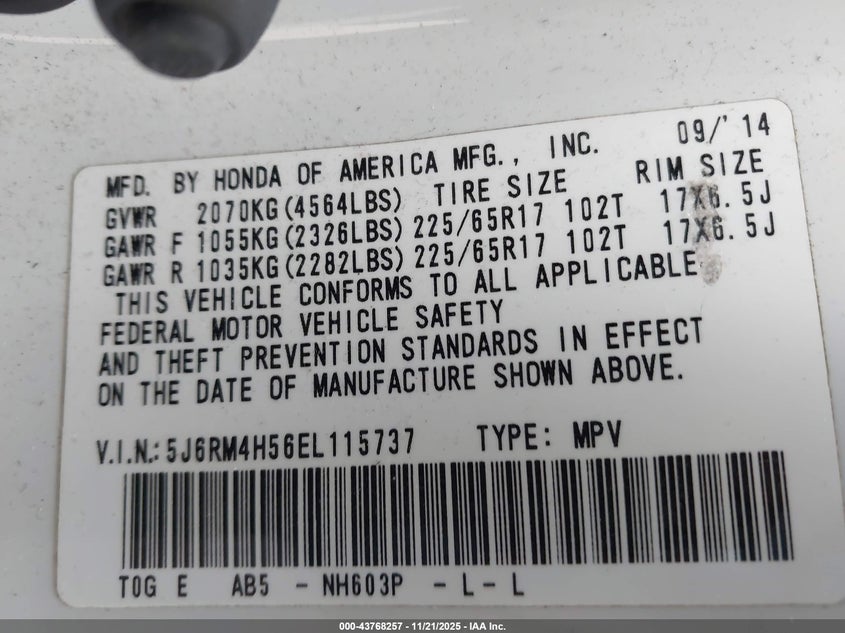 MFD. BY HONDA OF AMERICA MFG., INC. 09/'14
GVWR 2070KG(4564LBS) TIRE SIZE RIM SIZE
GAWR F 1055KG(2326LBS) 225/65R17 102T 17X6.5J
GAWR R 1035KG(2282LBS) 225/65R17 102T 17X6.5J
THIS VEHICLE CONFORMS TO ALL APPLICABLE
FEDERAL MOTOR VEHICLE SAFETY
AND THEFT PREVENTION STANDARDS IN EFFECT
ON THE DATE OF MANUFACTURE SHOWN ABOVE.
V.I.N.: 5J6RM4H56EL115737 TYPE: MPV
TOG E AB5 - NH603P - L - L
000-43768257 - 11/21/2025 - IAA Inc.